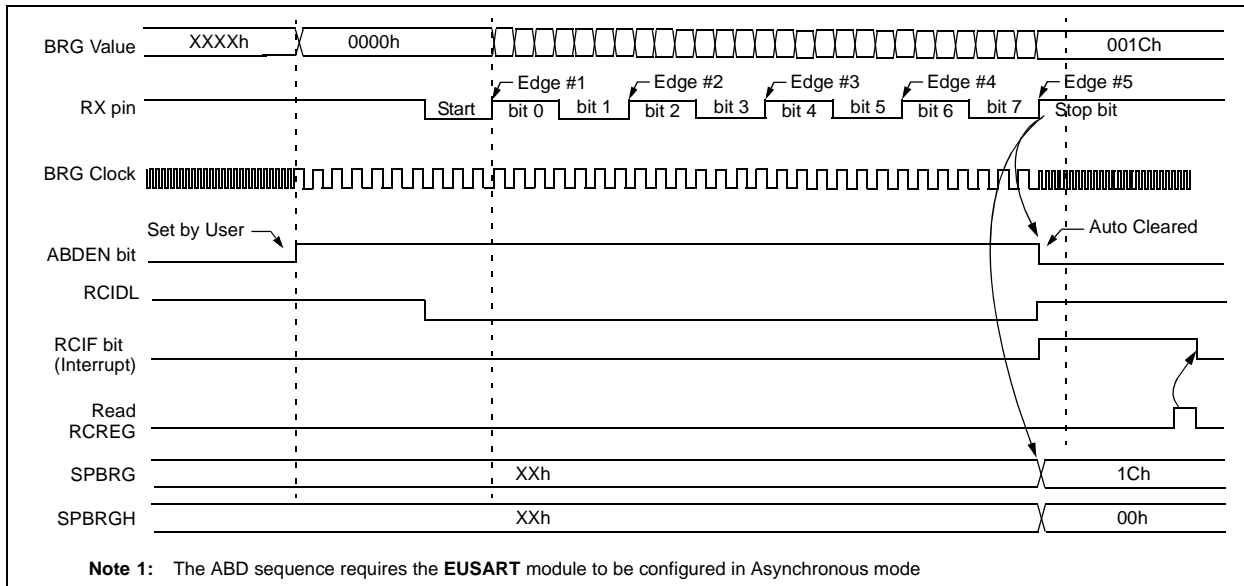 BRG Value XXXXh 0000h 001Ch
Edge #1 Edge #2 Edge #3 Edge #4 Edge #5
RX pin Start bit 0 bit 1 bit 2 bit 3 bit 4 bit 5 bit 6 bit 7 Stop bit
BRG Clock
Set by User Auto Cleared
ABDEN bit
RCIDL
RCIF bit
(Interrupt)
Read
RCREG
SPBRG XXh 1Ch
SPBRGH XXh 00h
Note 1: The ABD sequence requires the EUSART module to be configured in Asynchronous mode